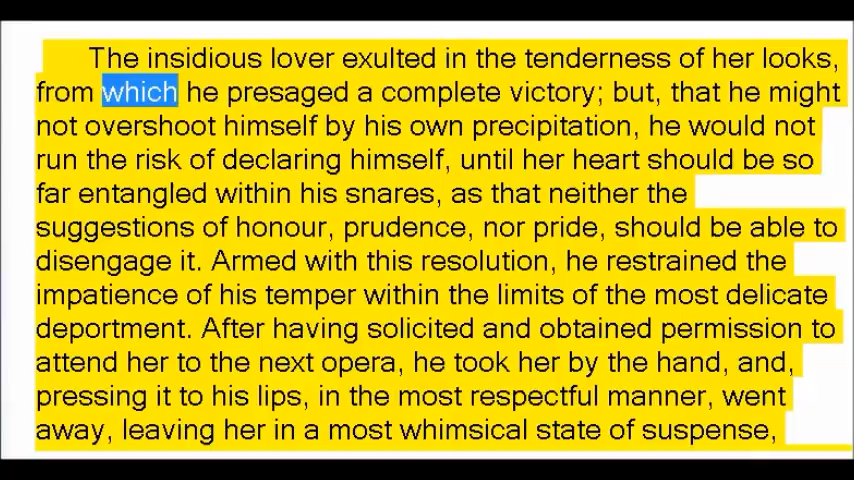 The insidious lover exulted in the tenderness of her looks,
from which he presaged a complete victory; but, that he might
not overshoot himself by his own precipitation, he would not
run the risk of declaring himself, until her heart should be so
far entangled within his snares, as that neither the
suggestions of honour, prudence, nor pride, should be able to
disengage it. Armed with this resolution, he restrained the
impatience of his temper within the limits of the most delicate
deportment. After having solicited and obtained permission to
attend her to the next opera, he took her by the hand, and,
pressing it to his lips, in the most respectful manner, went
away, leaving her in a most whimsical state of suspense,